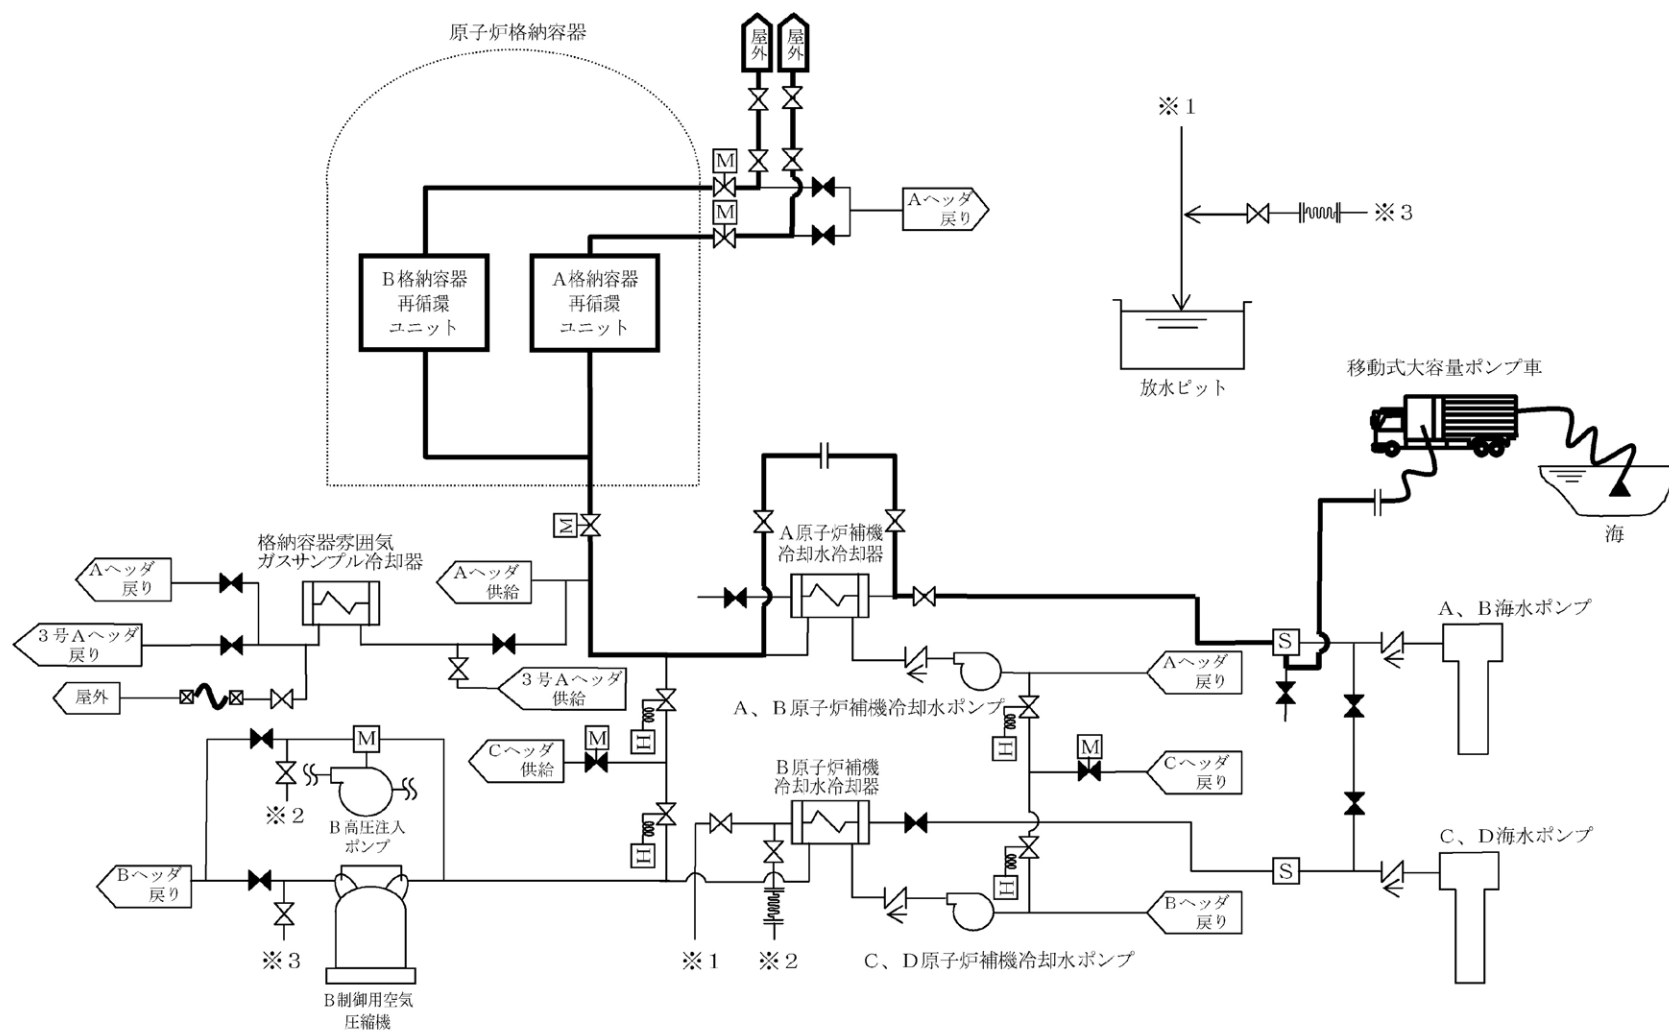 原子炉格納容器
屋外
屋外
※１
M
M
Aヘッダ
戻り
※３
B格納容器
再循環
ユニット
A格納容器
再循環
ユニット
放水ピット
移動式大容量ポンプ車
海
M
格納容器雰囲気
ガスサンプル冷却器
A原子炉補機
冷却水冷却器
Aヘッダ
戻り
Aヘッダ
供給
A、B海水ポンプ
3号Aヘッダ
戻り
S
屋外
3号Aヘッダ
供給
Aヘッダ
戻り
A、B原子炉補機冷却水ポンプ
H
H
M
M
M
Cヘッダ
供給
B原子炉補機
冷却水冷却器
Cヘッダ
戻り
※２
B高圧注入
ポンプ
C、D海水ポンプ
H
H
S
Bヘッダ
戻り
Bヘッダ
戻り
※３
※１
※２
C、D原子炉補機冷却水ポンプ
B制御用空気
圧縮機